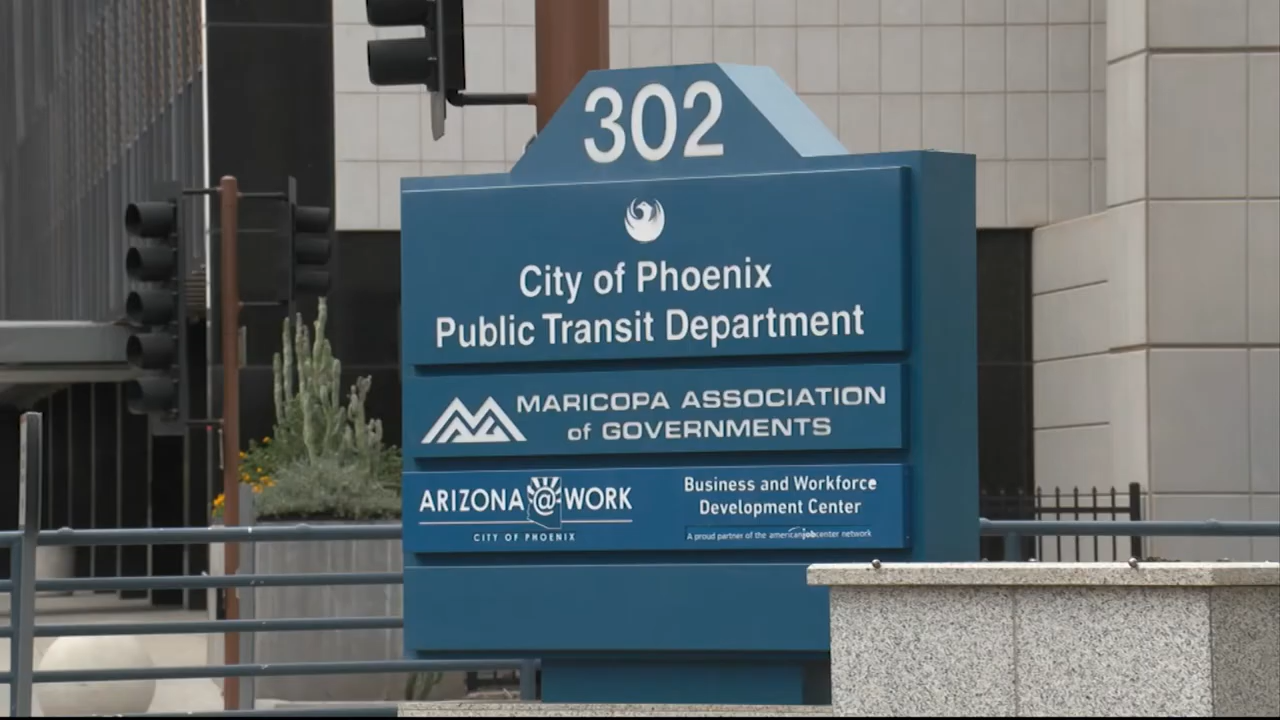 302
City of Phoenix
Public Transit Department
MARICOPA ASSOCIATION
of GOVERNMENTS
ARIZONA@WORK
CITY OF PHOENIX
Business and Workforce
Development Center
A proud partner of the americanjobcenter network